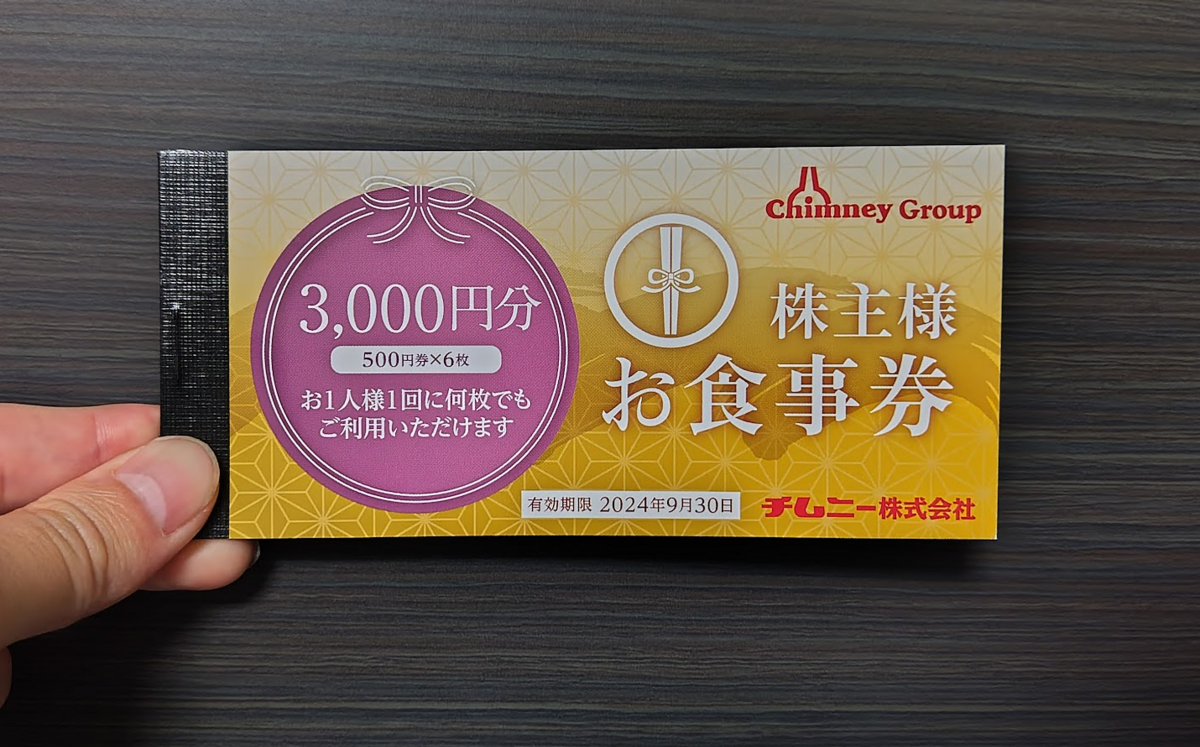 3,000円分
500円券×6枚
お1人様1回に何枚でも
ご利用いただけます
Chimney Group
株主様
お食事券
有効期限 2024年9月30日
チムニー株式会社